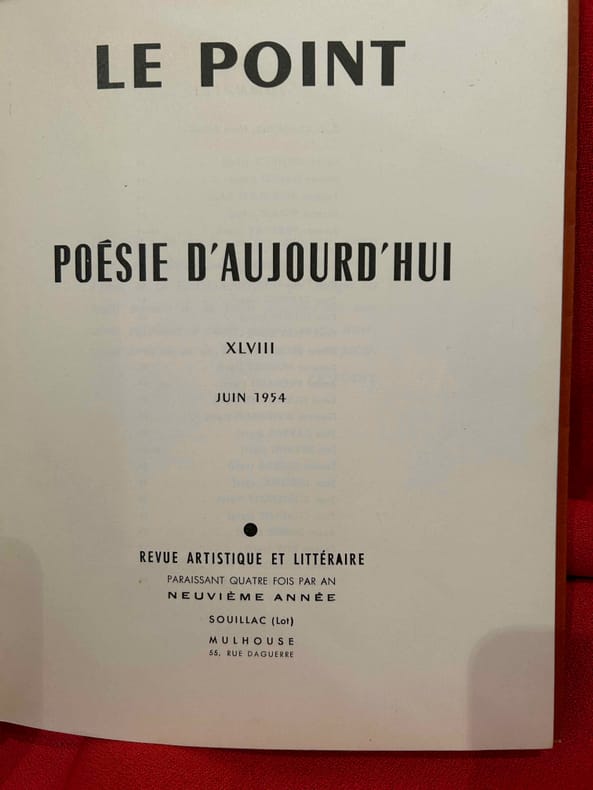 LE POINT
POÉSIE D'AUJOURD'HUI
XLVIII
JUIN 1954
REVUE ARTISTIQUE ET LITTÉRAIRE
PARAISSANT QUATRE FOIS PAR AN
NEUVIÈME ANNÉE
SOUILLAC (Lot)
MULHOUSE
55, RUE DAGUERRE